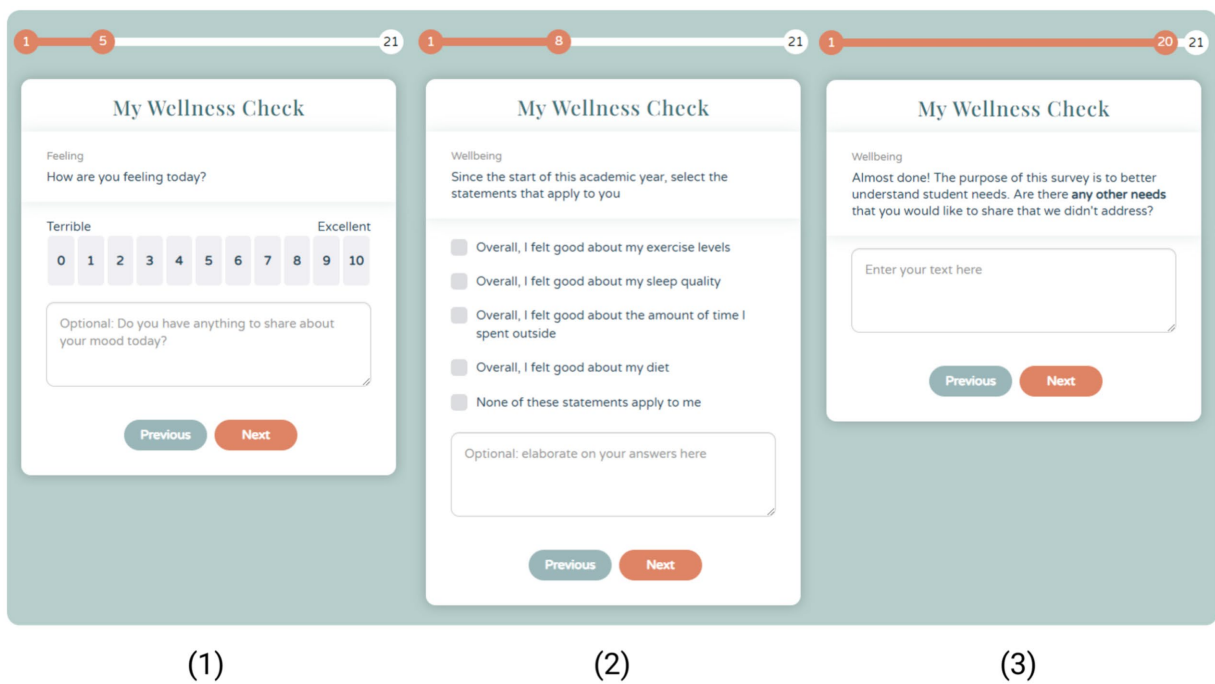 1 5 21
My Wellness Check
Feeling
How are you feeling today?
Terrible Excellent
0 1 2 3 4 5 6 7 8 9 10
Optional: Do you have anything to share about
your mood today?
Previous Next
(1)
1 8 21
My Wellness Check
Wellbeing
Since the start of this academic year, select the
statements that apply to you
Overall, I felt good about my exercise levels
Overall, I felt good about my sleep quality
Overall, I felt good about the amount of time I
spent outside
Overall, I felt good about my diet
None of these statements apply to me
Optional: elaborate on your answers here
Previous Next
(2)
1 20 21
My Wellness Check
Wellbeing
Almost done! The purpose of this survey is to better
understand student needs. Are there any other needs
that you would like to share that we didn't address?
Enter your text here
Previous Next
(3)